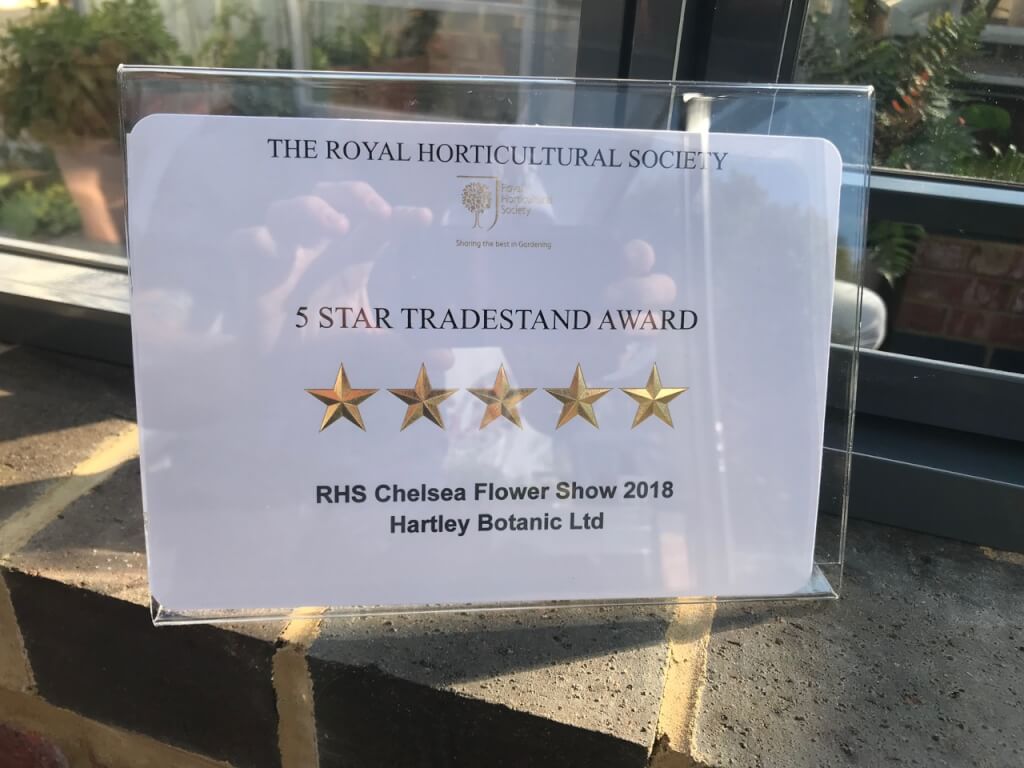 THE ROYAL HORTICULTURAL SOCIETY
Royal
Horticultural
Society
Sharing the best in Gardening
5 STAR TRADESTAND AWARD
RHS Chelsea Flower Show 2018
Hartley Botanic Ltd